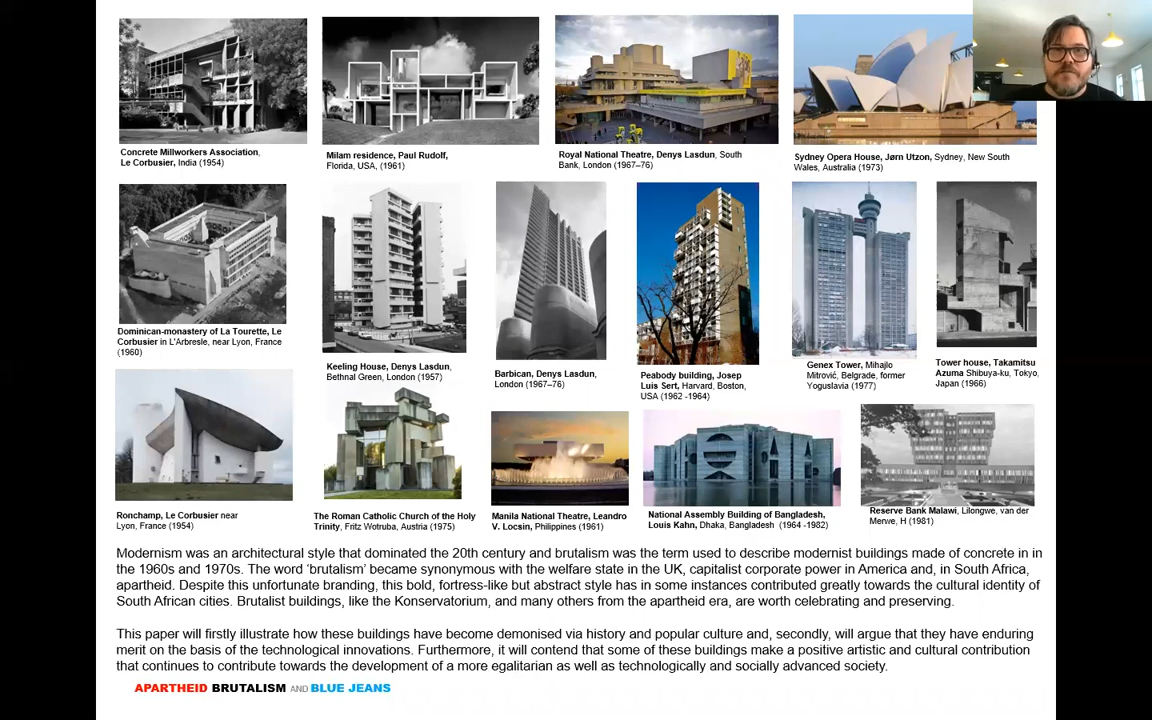 Concrete Millworkers Association,
Le Corbusier, India (1954)
Milam residence, Paul Rudolf,
Florida, USA, (1961)
Royal National Theatre, Denys Lasdun, South
Bank, London (1967–76)
Sydney Opera House, Jørn Utzon, Sydney, New South
Wales, Australia (1973)
Dominican-monastery of La Tourette, Le
Corbusier in L'Arbresle, near Lyon, France
(1960)
Keeling House, Denys Lasdun,
Bethnal Green, London (1957)
Barbican, Denys Lasdun,
London (1967–76)
Peabody building, Josep
Luis Sert, Harvard, Boston,
USA (1962 -1964)
Genex Tower, Mihajlo
Mitrović, Belgrade, former
Yoguslavia (1977)
Tower house, Takamitsu
Azuma Shibuya-ku, Tokyo,
Japan (1966)
Ronchamp, Le Corbusier near
Lyon, France (1954)
The Roman Catholic Church of the Holy
Trinity, Fritz Wotruba, Austria (1975)
Manila National Theatre, Leandro
V. Locsin, Philippines (1961)
National Assembly Building of Bangladesh,
Louis Kahn, Dhaka, Bangladesh (1964 -1982)
Reserve Bank Malawi, Lilongwe, van der
Merwe, H (1981)
Modernism was an architectural style that dominated the 20th century and brutalism was the term used to describe modernist buildings made of concrete in in
the 1960s and 1970s. The word 'brutalism' became synonymous with the welfare state in the UK, capitalist corporate power in America and, in South Africa,
apartheid. Despite this unfortunate branding, this bold, fortress-like but abstract style has in some instances contributed greatly towards the cultural identity of
South African cities. Brutalist buildings, like the Konservatorium, and many others from the apartheid era, are worth celebrating and preserving.
This paper will firstly illustrate how these buildings have become demonised via history and popular culture and, secondly, will argue that they have enduring
merit on the basis of the technological innovations. Furthermore, it will contend that some of these buildings make a positive artistic and cultural contribution
that continues to contribute towards the development of a more egalitarian as well as technologically and socially advanced society.
APARTHEID BRUTALISM AND BLUE JEANS